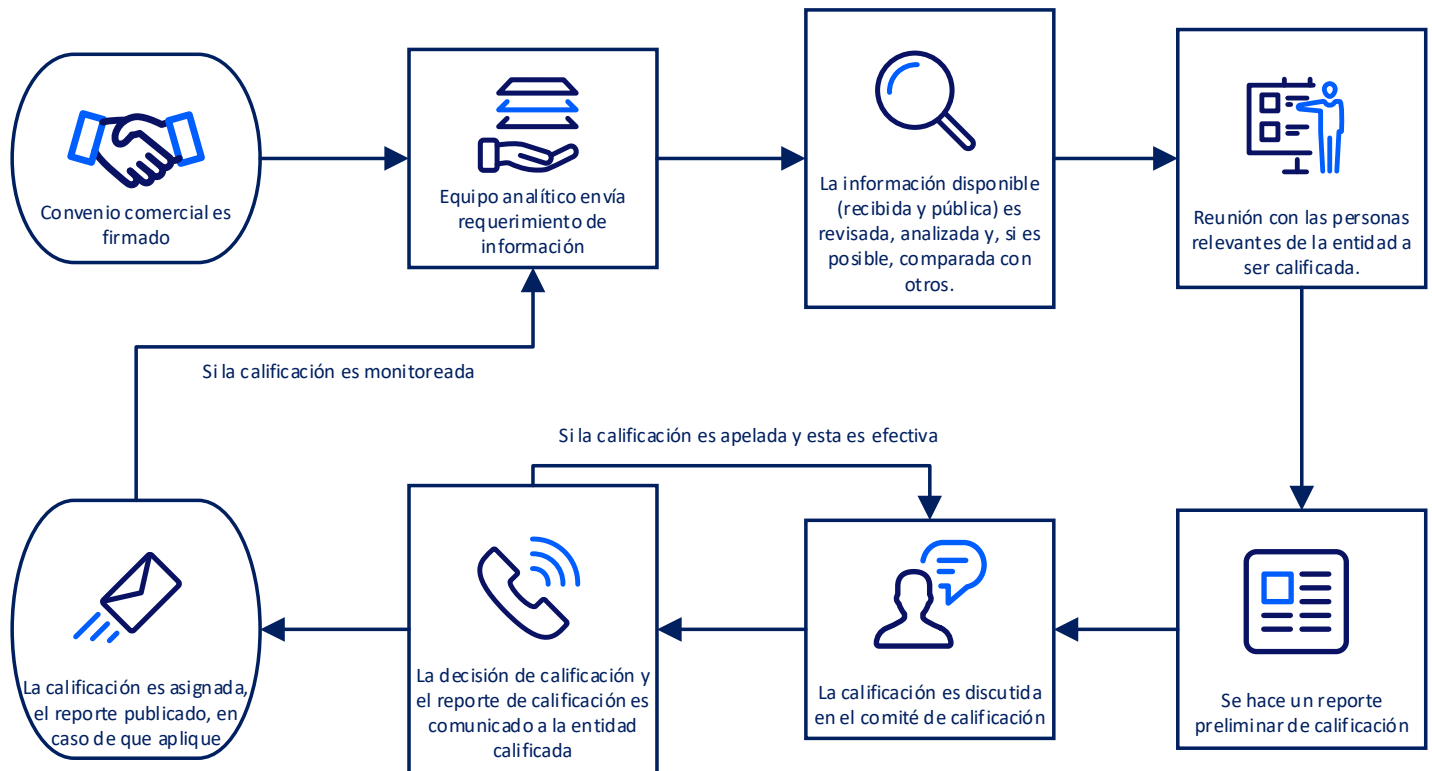 Convenio comercial es
firmado
Equipo analítico envía
requerimiento de
información
La información disponible
(recibida y pública) es
revisada, analizada y, si es
posible, comparada con
otros.
Reunión con las personas
relevantes de la entidad a
ser calificada.
Si la calificación es monitoreada
Si la calificación es apelada y esta es efectiva
La calificación es asignada,
el reporte publicado, en
caso de que aplique
La decisión de calificación y
el reporte de calificación es
comunicado a la entidad
calificada
La calificación es discutida
en el comité de calificación
Se hace un reporte
preliminar de calificación